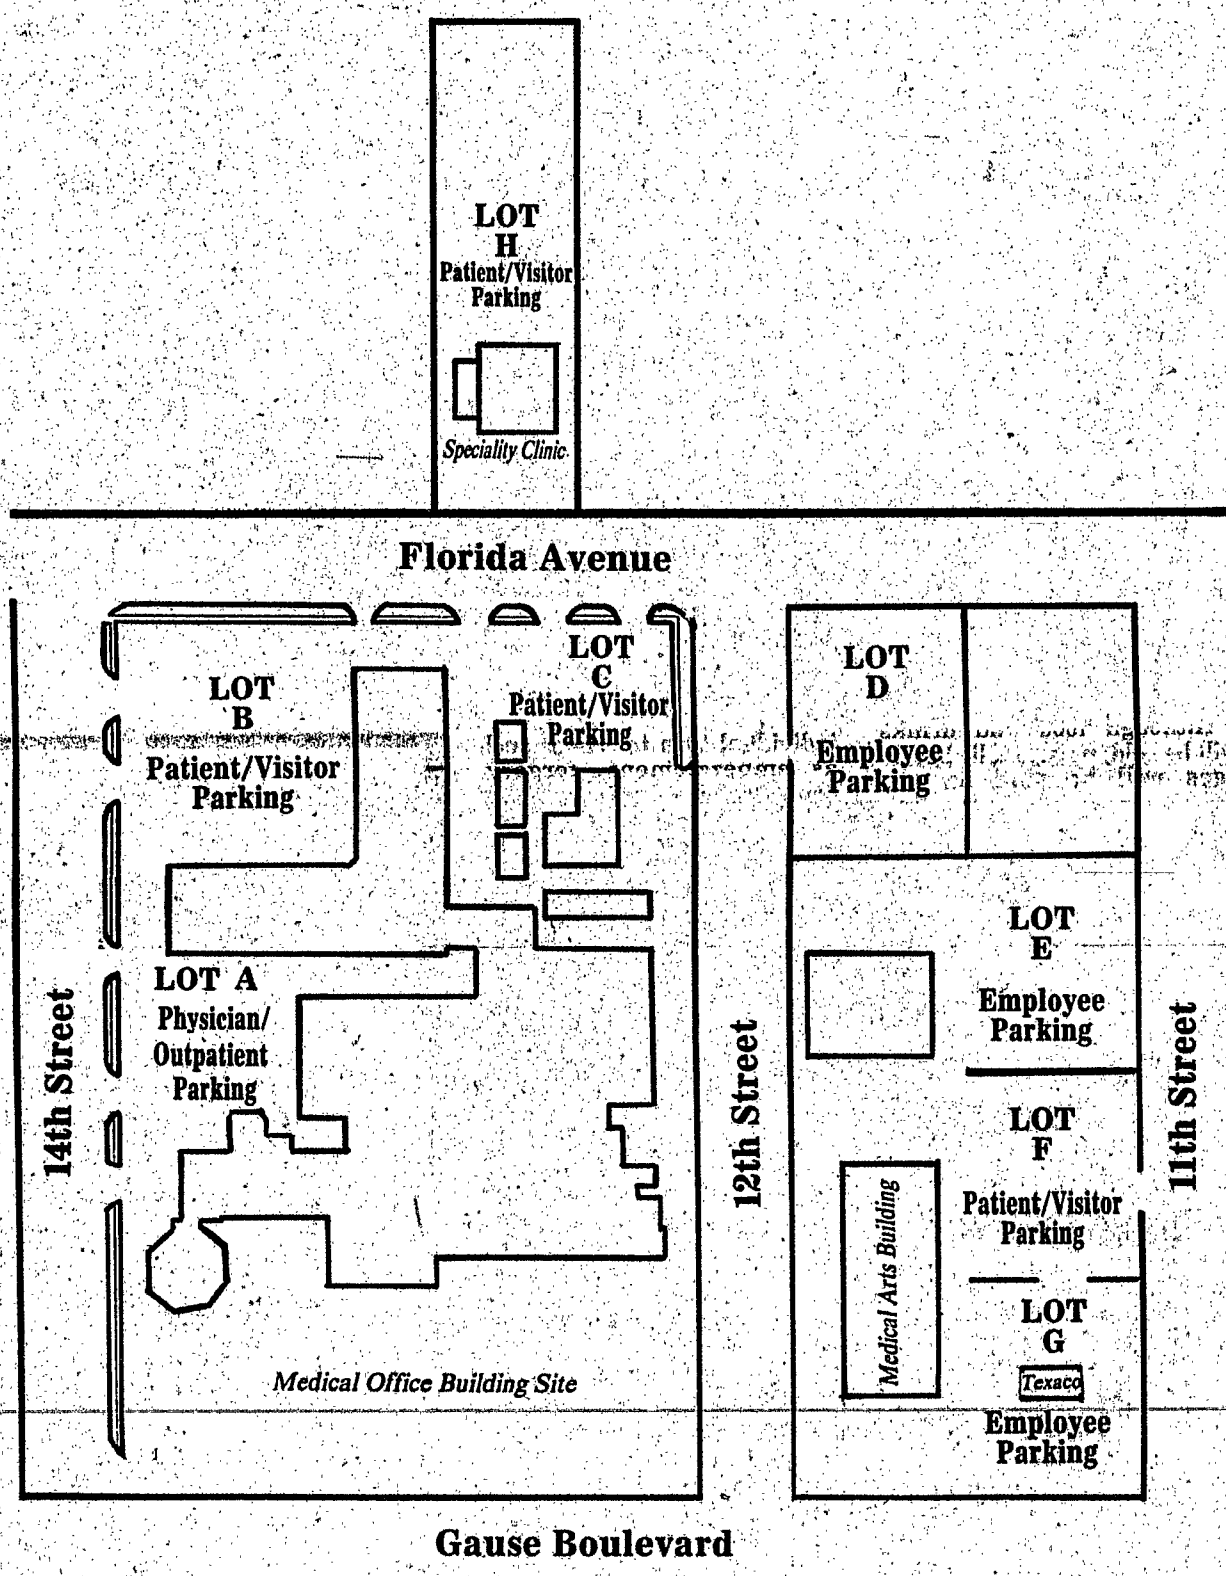 LOT
H
Patient/Visitor
Parking
Speciality Clinic
Florida Avenue
LOT
B
Patient/Visitor
Parking
LOT
C
Patient/Visitor
Parking
LOT
D
Employee
Parking
LOT A
Physician/
Outpatient
Parking
LOT
E
Employee
Parking
14th Street
12th Street
11th Street
LOT
F
Patient/Visitor
Parking
Medical Arts Building
LOT
G
Texaco
Employee
Parking
Medical Office Building Site
Gause Boulevard